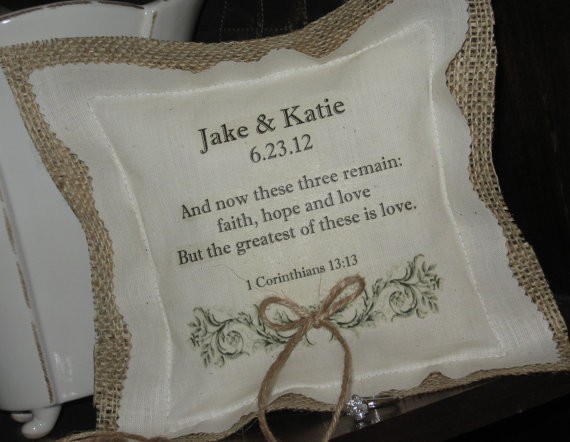 Jake & Katie
6.23.12
And now these three remain:
faith, hope and love
But the greatest of these is love.
1 Corinthians 13:13